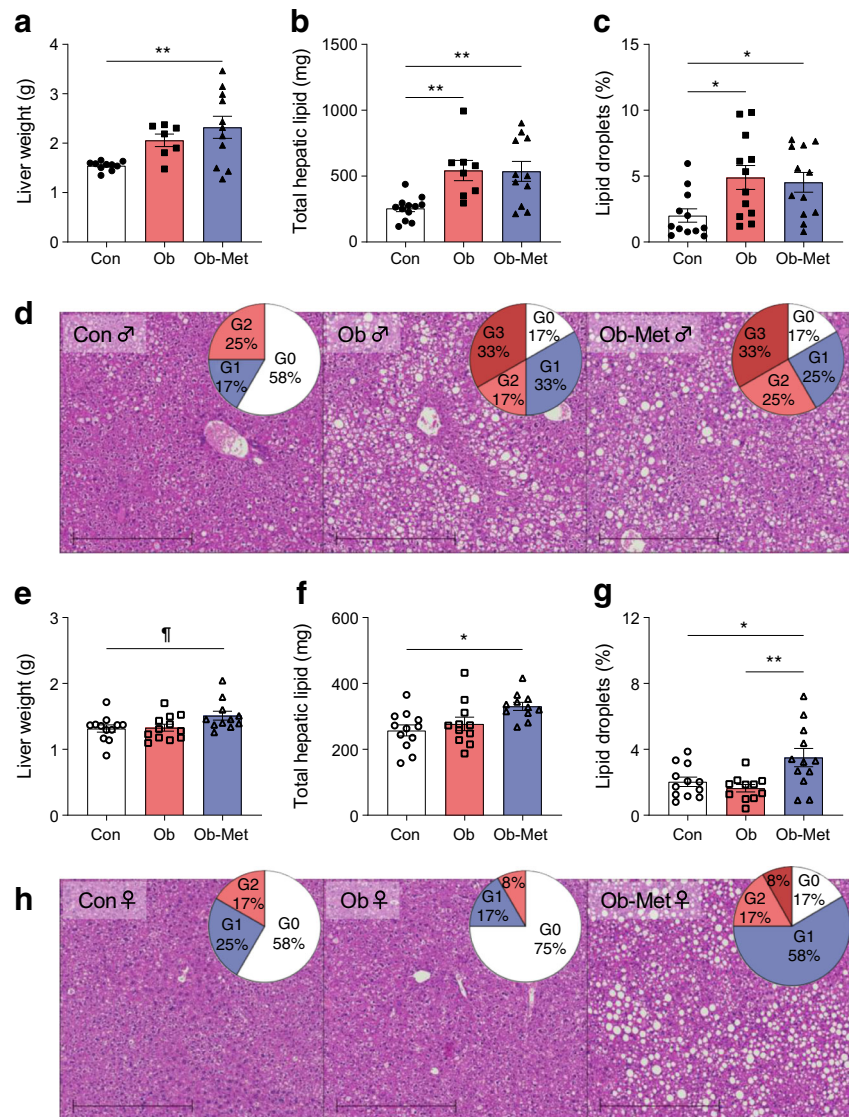 a
b
c
Liver weight (g)
4
3
2
1
0
**
Con
Ob
Ob-Met
Total hepatic lipid (mg)
1500
1000
500
0
**
**
Con
Ob
Ob-Met
Lipid droplets (%)
15
10
5
0
*
*
Con
Ob
Ob-Met
d
Con ♂
G2
25%
G1
17%
G0
58%
Ob ♂
G3
33%
G0
17%
G1
33%
G2
17%
Ob-Met ♂
G3
33%
G0
17%
G1
25%
G2
25%
e
f
g
Liver weight (g)
3
2
1
0
¶
Con
Ob
Ob-Met
Total hepatic lipid (mg)
600
400
200
0
*
Con
Ob
Ob-Met
Lipid droplets (%)
12
8
4
0
*
**
Con
Ob
Ob-Met
h
Con ♀
G2
17%
G1
25%
G0
58%
Ob ♀
8%
G1
17%
G0
75%
Ob-Met ♀
8%
G2
17%
G0
17%
G1
58%